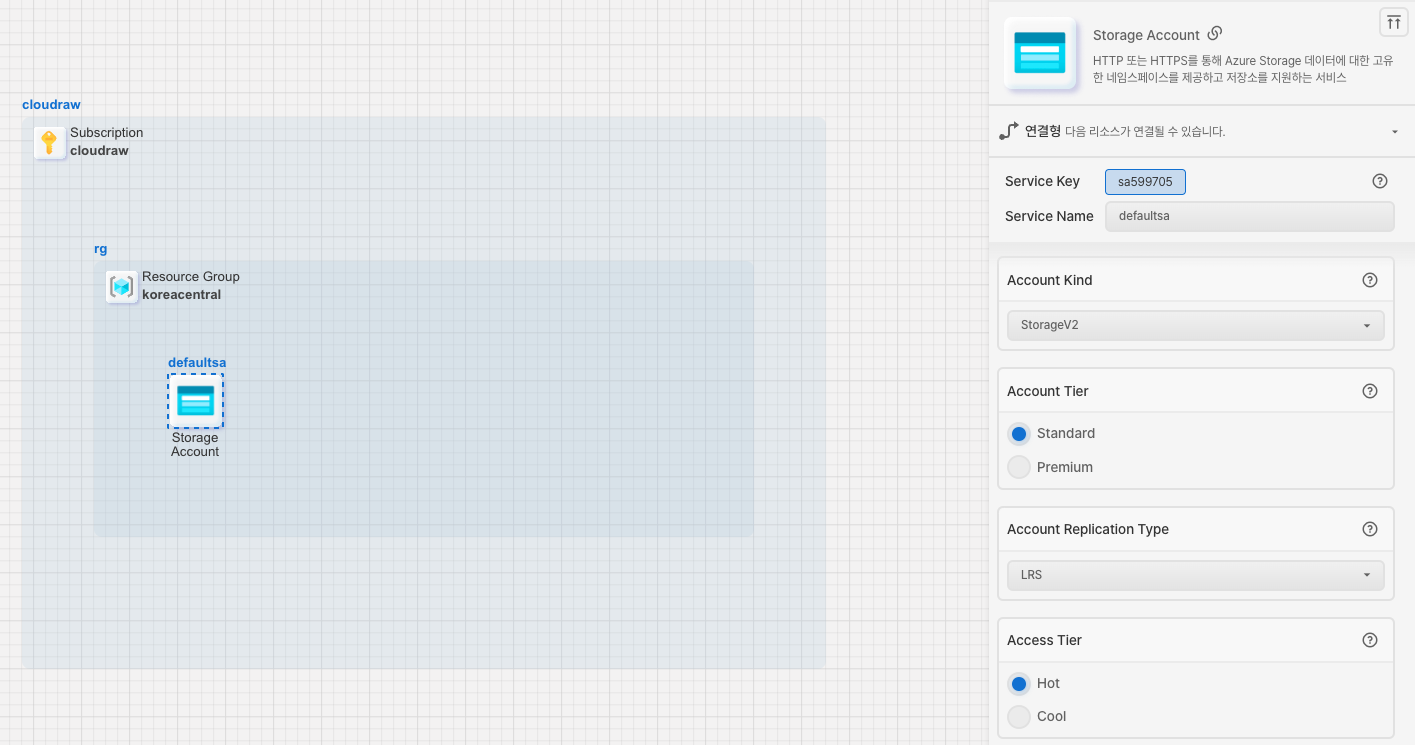 cloudraw
Subscription
cloudraw
rg
Resource Group
koreacentral
defaultsa
Storage
Account
Storage Account
HTTP 또는 HTTPS를 통해 Azure Storage 데이터에 대한 고유
한 네임스페이스를 제공하고 저장소를 지원하는 서비스
연결형 다음 리소스가 연결될 수 있습니다.
Service Key sa599705
Service Name defaultsa
Account Kind
StorageV2
Account Tier
Standard
Premium
Account Replication Type
LRS
Access Tier
Hot
Cool